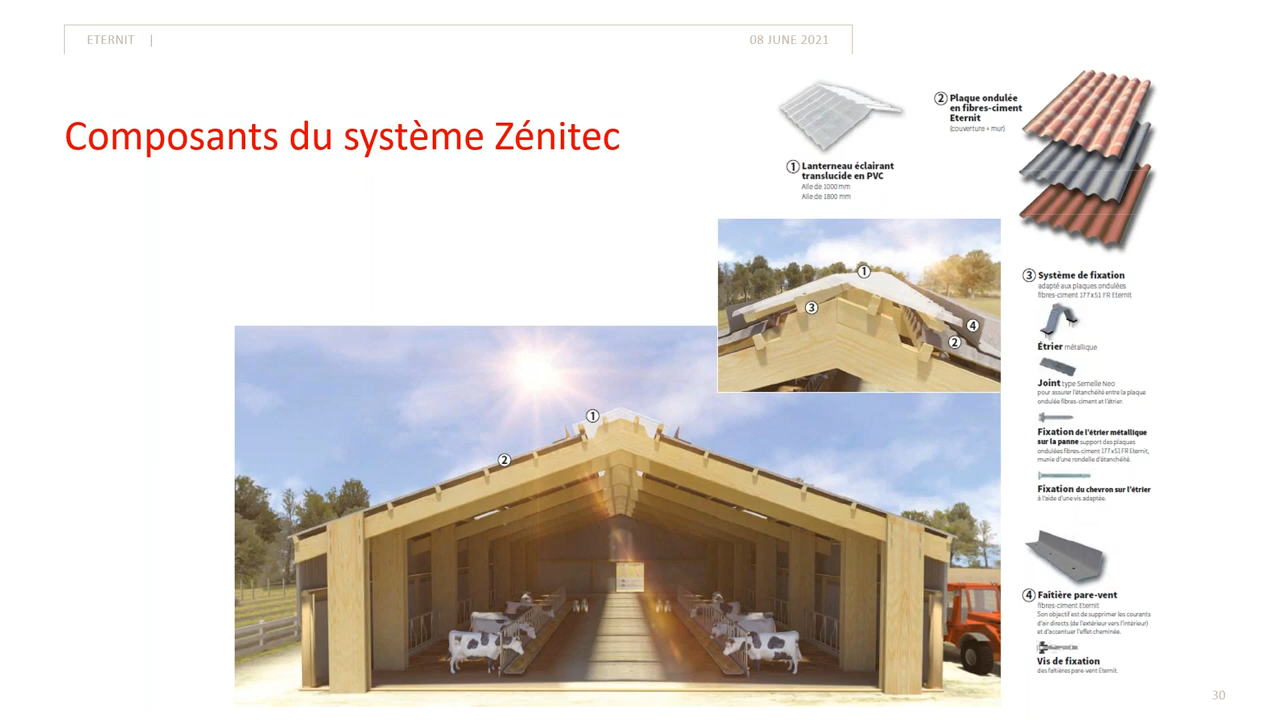 ETERNIT |
08 JUNE 2021
Composants du système Zénitec
1 Lanterneau éclairant
translucide en PVC
Aile de 1000 mm
Aile de 1800 mm
2 Plaque ondulée
en fibres-ciment
Eternit
(couverture + mur)
1
3
4
2
1
2
3 Système de fixation
adapté aux plaques ondulées
fibres-ciment 177x51 FR Eternit
Étrier métallique
Joint type Semelle Neo
pour assurer l'étanchéité entre la plaque
ondulée fibres-ciment et l'étrier.
Fixation de l'étrier métallique
sur la panne support des plaques
ondulées fibres-ciment 177x51 FR Eternit,
munie d'une rondelle d'étanchéité.
Fixation du chevron sur l'étrier
à l'aide d'une vis adaptée.
4 Faîtière pare-vent
fibres-ciment Eternit
Son objectif est de supprimer les courants
d'air directs (de l'extérieur vers l'intérieur)
et d'accentuer l'effet cheminée.
Vis de fixation
des faîtières pare-vent Eternit.
30